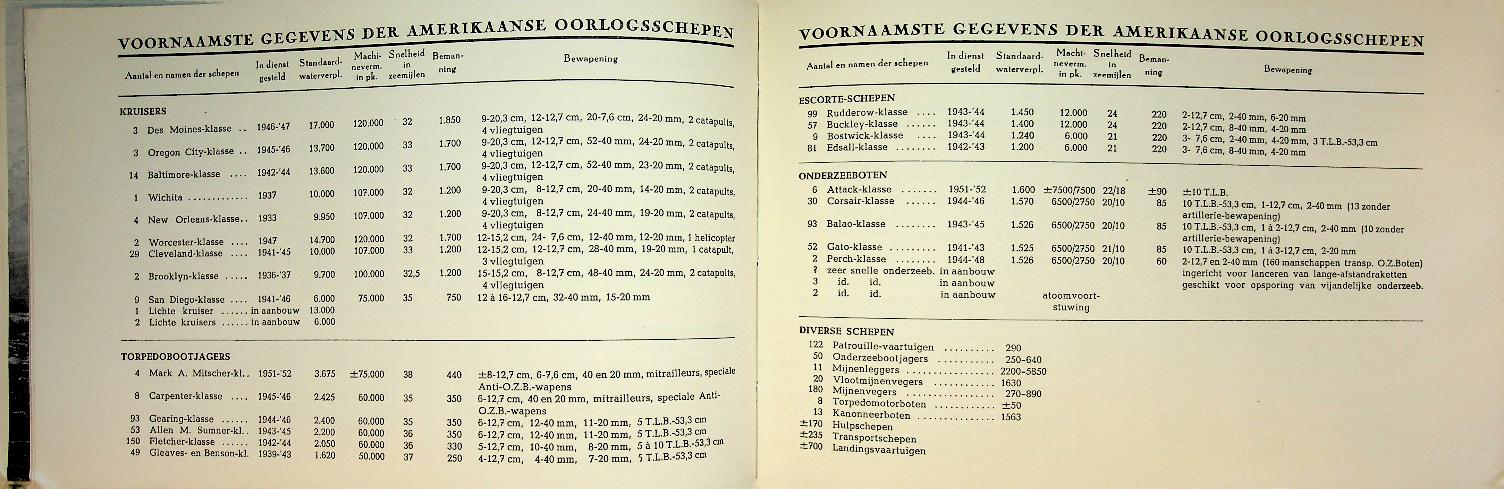 VOORNAAMSTE GEGEVENS DER AMERIKAANSE OORLOGSSCHEPEN
Aantal en namen der schepen In dienst gesteld Standaard-waterverpl. Machi-neverm. in pk. Snelheid in zeemijlen Beman-ning Bewapening
KRUISERS
3 Des Moines-klasse .. 1946-'47 17.000 120.000 32 1.850 9-20,3 cm, 12-12,7 cm, 20-7,6 cm, 24-20 mm, 2 catapults,
4 vliegtuigen
3 Oregon City-klasse .. 1945-'46 13.700 120.000 33 1.700 9-20,3 cm, 12-12,7 cm, 52-40 mm, 24-20 mm, 2 catapults,
4 vliegtuigen
14 Baltimore-klasse .... 1942-'44 13.600 120.000 33 1.700 9-20,3 cm, 12-12,7 cm, 52-40 mm, 23-20 mm, 2 catapults,
4 vliegtuigen
1 Wichita ............. 1937 10.000 107.000 32 1.200 9-20,3 cm, 8-12,7 cm, 20-40 mm, 14-20 mm, 2 catapults,
4 vliegtuigen
4 New Orleans-klasse.. 1933 9.950 107.000 32 1.200 9-20,3 cm, 8-12,7 cm, 24-40 mm, 19-20 mm, 2 catapults,
4 vliegtuigen
2 Worcester-klasse .... 1947 14.700 120.000 32 1.700 12-15,2 cm, 24- 7,6 cm, 12-40 mm, 12-20 mm, 1 helicopter
29 Cleveland-klasse .... 1941-'45 10.000 107.000 33 1.200 12-15,2 cm, 12-12,7 cm, 28-40 mm, 19-20 mm, 1 catapult,
3 vliegtuigen
2 Brooklyn-klasse ..... 1936-'37 9.700 100.000 32,5 1.200 15-15,2 cm, 8-12,7 cm, 48-40 mm, 24-20 mm, 2 catapults,
4 vliegtuigen
9 San Diego-klasse .... 1941-'46 6.000 75.000 35 750 12 à 16-12,7 cm, 32-40 mm, 15-20 mm
1 Lichte kruiser ...... in aanbouw 13.000
2 Lichte kruisers ...... in aanbouw 6.000
TORPEDOBOOTJAGERS
4 Mark A. Mitscher-kl.. 1951-'52 3.675 ±75.000 38 440 ±8-12,7 cm, 6-7,6 cm, 40 en 20 mm, mitrailleurs, speciale
Anti-O.Z.B.-wapens
8 Carpenter-klasse .... 1945-'46 2.425 60.000 35 350 6-12,7 cm, 40 en 20 mm, mitrailleurs, speciale Anti-
O.Z.B.-wapens
93 Gearing-klasse ...... 1944-'46 2.400 60.000 35 350 6-12,7 cm, 12-40 mm, 11-20 mm, 5 T.L.B.-53,3 cm
53 Allen M. Sumner-kl.. 1943-'45 2.200 60.000 36 350 6-12,7 cm, 12-40 mm, 11-20 mm, 5 T.L.B.-53,3 cm
150 Fletcher-klasse ...... 1942-'44 2.050 60.000 36 330 5-12,7 cm, 10-40 mm, 8-20 mm, 5 à 10 T.L.B.-53,3 cm
49 Gleaves- en Benson-kl. 1939-'43 1.620 50.000 37 250 4-12,7 cm, 4-40 mm, 7-20 mm, 5 T.L.B.-53,3 cm
VOORNAAMSTE GEGEVENS DER AMERIKAANSE OORLOGSSCHEPEN
Aantal en namen der schepen In dienst gesteld Standaard-waterverpl. Machi-neverm. in pk. Snelheid in zeemijlen Beman-ning Bewapening
ESCORTE-SCHEPEN
99 Rudderow-klasse .... 1943-'44 1.450 12.000 24 220 2-12,7 cm, 2-40 mm, 6-20 mm
57 Buckley-klasse ...... 1943-'44 1.400 12.000 24 220 2-12,7 cm, 8-40 mm, 4-20 mm
9 Bostwick-klasse .... 1943-'44 1.240 6.000 21 220 3- 7,6 cm, 2-40 mm, 4-20 mm, 3 T.L.B.-53,3 cm
81 Edsall-klasse ........ 1942-'43 1.200 6.000 21 220 3- 7,6 cm, 8-40 mm, 4-20 mm
ONDERZEEBOTEN
6 Attack-klasse ....... 1951-'52 1.600 ±7500/7500 22/18 ±90 ±10 T.L.B.
30 Corsair-klasse ...... 1944-'46 1.570 6500/2750 20/10 85 10 T.L.B.-53,3 cm, 1-12,7 cm, 2-40 mm (13 zonder
artillerie-bewapening)
93 Balao-klasse ........ 1943-'45 1.526 6500/2750 20/10 85 10 T.L.B.-53,3 cm, 1 à 2-12,7 cm, 2-40 mm (10 zonder
artillerie-bewapening)
52 Gato-klasse ......... 1941-'43 1.525 6500/2750 21/10 85 10 T.L.B.-53,3 cm, 1 à 3-12,7 cm, 2-20 mm
2 Perch-klasse ........ 1944-'48 1.526 6500/2750 20/10 60 2-12,7 en 2-40 mm (160 manschappen transp. O.Z.Boten)
? zeer snelle onderzeeb. in aanbouw ingericht voor lanceren van lange-afstandraketten
3 id. id. in aanbouw geschikt voor opsporing van vijandelijke onderzeeb.
2 id. id. in aanbouw atoomvoort-
stuwing
DIVERSE SCHEPEN
122 Patrouille-vaartuigen .......... 290
50 Onderzeebootjagers ........... 250-640
11 Mijnenleggers ................ 2200-5850
20 Vlootmijnenvegers ............ 1630
180 Mijnenvegers ................. 270-890
8 Torpedomotorboten ............ ±50
13 Kanonneerboten ............... 1563
±170 Hulpschepen
±235 Transportschepen
±700 Landingsvaartuigen